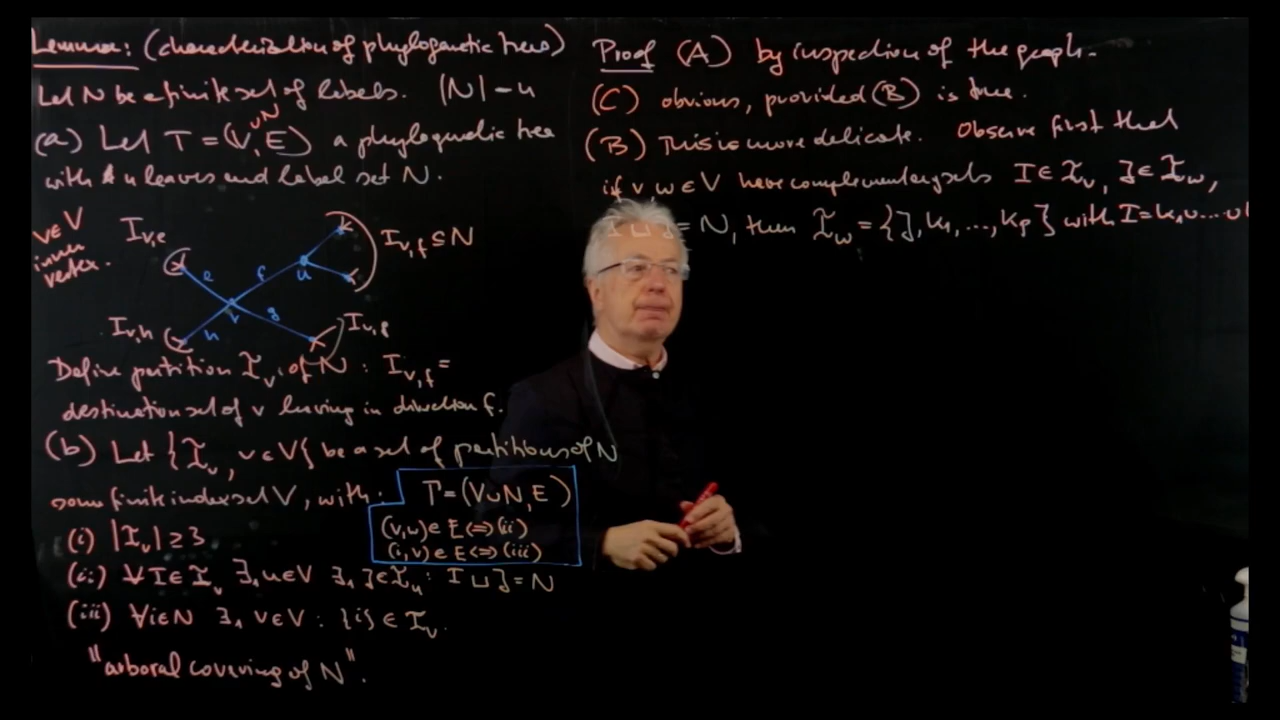 Lemma: (characterization of phylogenetic trees)
Let N be a finite set of labels. |N| = n
(a) Let T = (V ∪ N, E) a phylogenetic tree
with n leaves and label set N.
v ∈ V
inner
vertex.
I_{v,e}
I_{v,f} ⊆ N
e
f
u
I_{v,h}
h
v
g
I_{v,g}
Define partition I_v of N : I_{v,f} =
destination set of v leaving in direction f.
(b) Let {I_v, v ∈ V} be a set of partitions of N
some finite index set V, with:
T = (V ∪ N, E)
(v,u) ∈ E <=> (ii)
(i,v) ∈ E <=> (iii)
(i) |I_v| ≥ 3
(ii) ∀ I ∈ I_v ∃₁ u ∈ V ∃₁ J ∈ I_u : I ⊔ J = N
(iii) ∀ i ∈ N ∃₁ v ∈ V : {i} ∈ I_v.
"arboral covering of N".
Proof (A) by inspection of the graph.
(C) obvious, provided (B) is true.
(B) This is more delicate. Observe first that
if v, w ∈ V have complementary sets I ∈ I_v, J ∈ I_w,
I ⊔ J = N, then I_w = {J, K₁, ..., K_p} with I = K₁ ∪ ... ∪